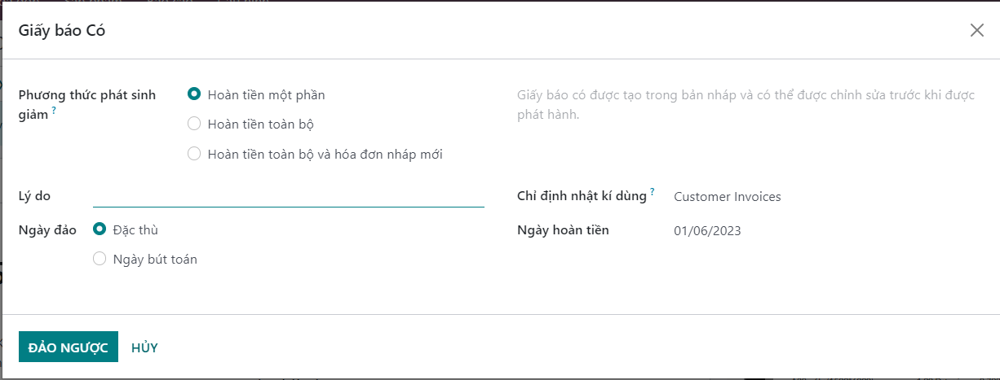 Giấy báo Có
Phương thức phát sinh
giảm ?
Hoàn tiền một phần
Hoàn tiền toàn bộ
Hoàn tiền toàn bộ và hóa đơn nháp mới
Giấy báo có được tạo trong bản nháp và có thể được chỉnh sửa trước khi được
phát hành.
Lý do
Chỉ định nhật kí dùng ? Customer Invoices
Ngày đảo
Đặc thù
Ngày bút toán
Ngày hoàn tiền 01/06/2023
ĐẢO NGƯỢC HỦY